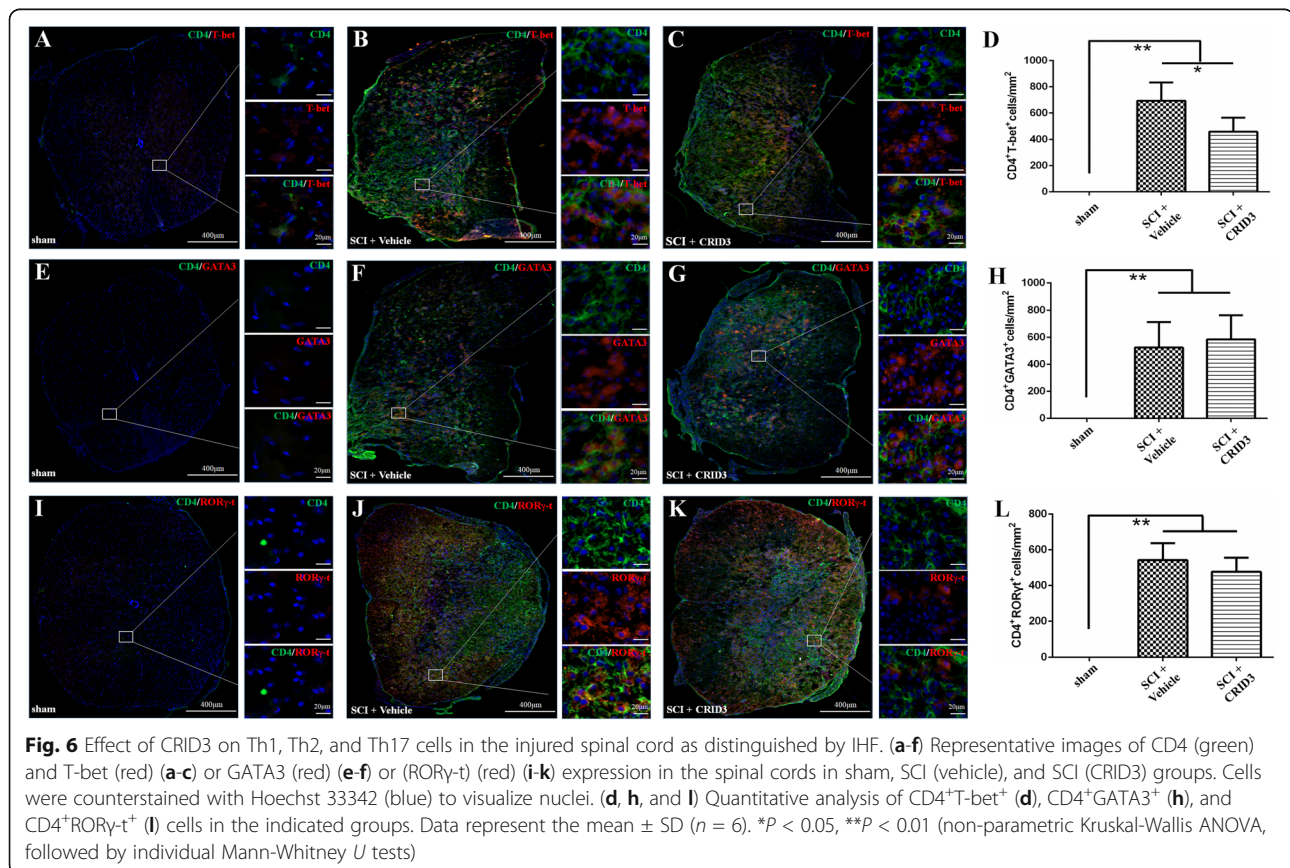 A CD4/T-bet CD4 B CD4/T-bet CD4 C CD4/T-bet CD4 D
T-bet T-bet T-bet
CD4/T-bet CD4/T-bet CD4/T-bet
sham 400μm 20μm SCI + Vehicle 400μm 20μm SCI + CRID3 400μm 20μm
CD4+T-bet+cells/mm2
1000
800
600
400
200
0
**
*
sham SCI + Vehicle SCI + CRID3
E CD4/GATA3 CD4 F CD4/GATA3 CD4 G CD4/GATA3 CD4 H
GATA3 GATA3 GATA3
CD4/GATA3 CD4/GATA3 CD4/GATA3
sham 400μm 20μm SCI + Vehicle 400μm 20μm SCI + CRID3 400μm 20μm
CD4+GATA3+cells/mm2
1000
800
600
400
200
0
**
sham SCI + Vehicle SCI + CRID3
I CD4/RORγ-t CD4 J CD4/RORγ-t CD4 K CD4/RORγ-t CD4 L
RORγ-t RORγ-t RORγ-t
CD4/RORγ-t CD4/RORγ-t CD4/RORγ-t
sham 400μm 20μm SCI + Vehicle 400μm 20μm SCI + CRID3 400μm 20μm
CD4+RORγt+cells/mm2
800
600
400
200
0
**
sham SCI + Vehicle SCI + CRID3
Fig. 6 Effect of CRID3 on Th1, Th2, and Th17 cells in the injured spinal cord as distinguished by IHF. (a-f) Representative images of CD4 (green)
and T-bet (red) (a-c) or GATA3 (red) (e-f) or (RORγ-t) (red) (i-k) expression in the spinal cords in sham, SCI (vehicle), and SCI (CRID3) groups. Cells
were counterstained with Hoechst 33342 (blue) to visualize nuclei. (d, h, and l) Quantitative analysis of CD4+T-bet+ (d), CD4+GATA3+ (h), and
CD4+RORγ-t+ (l) cells in the indicated groups. Data represent the mean ± SD (n = 6). *P < 0.05, **P < 0.01 (non-parametric Kruskal-Wallis ANOVA,
followed by individual Mann-Whitney U tests)